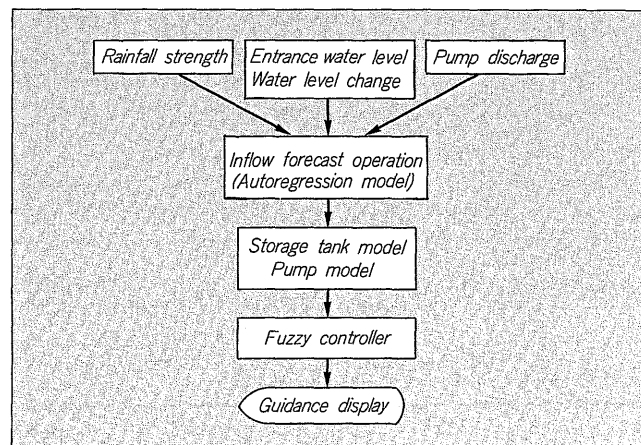 Rainfall strength
Entrance water level
Water level change
Pump discharge
Inflow forecast operation
(Autoregression model)
Storage tank model
Pump model
Fuzzy controller
Guidance display